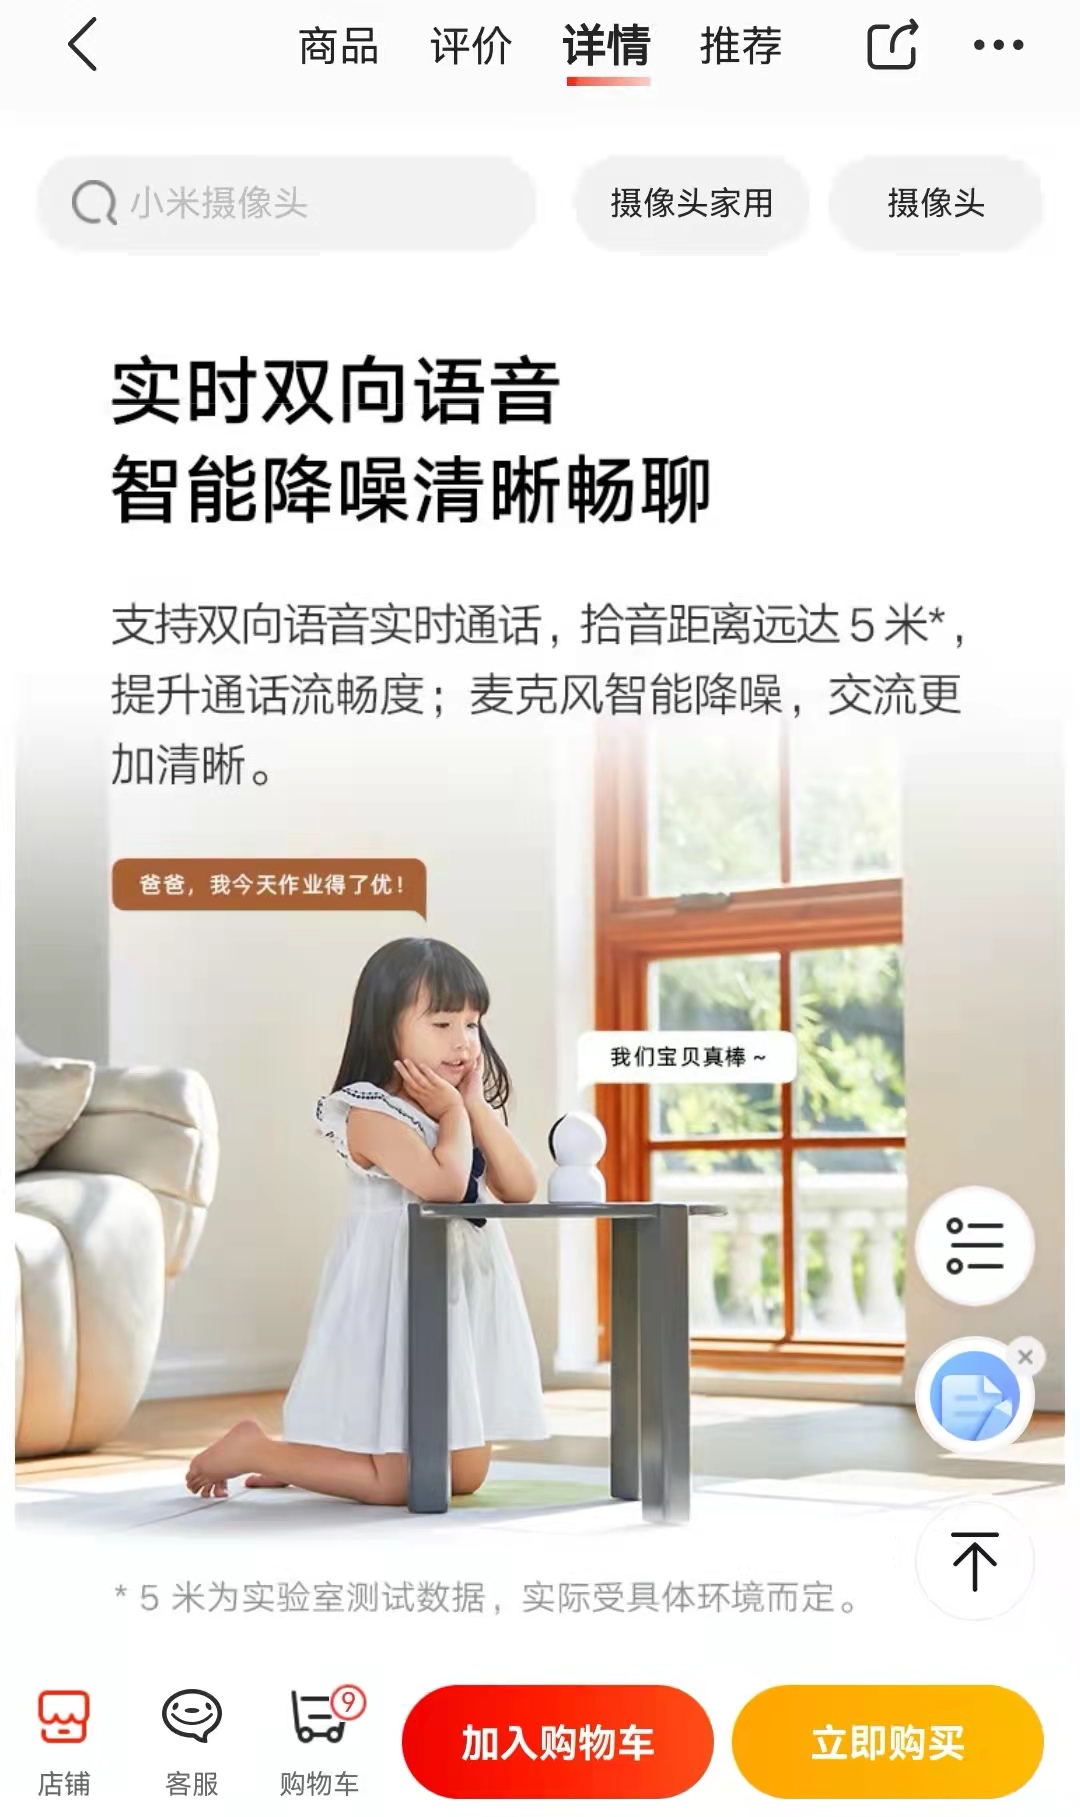 商品 评价 详情 推荐
小米摄像头 摄像头家用 摄像头
实时双向语音
智能降噪清晰畅聊
支持双向语音实时通话，拾音距离远达 5 米*，
提升通话流畅度；麦克风智能降噪，交流更
加清晰。
爸爸，我今天作业得了优！
我们宝贝真棒 ~
* 5 米为实验室测试数据，实际受具体环境而定。
9
店铺 客服 购物车 加入购物车 立即购买